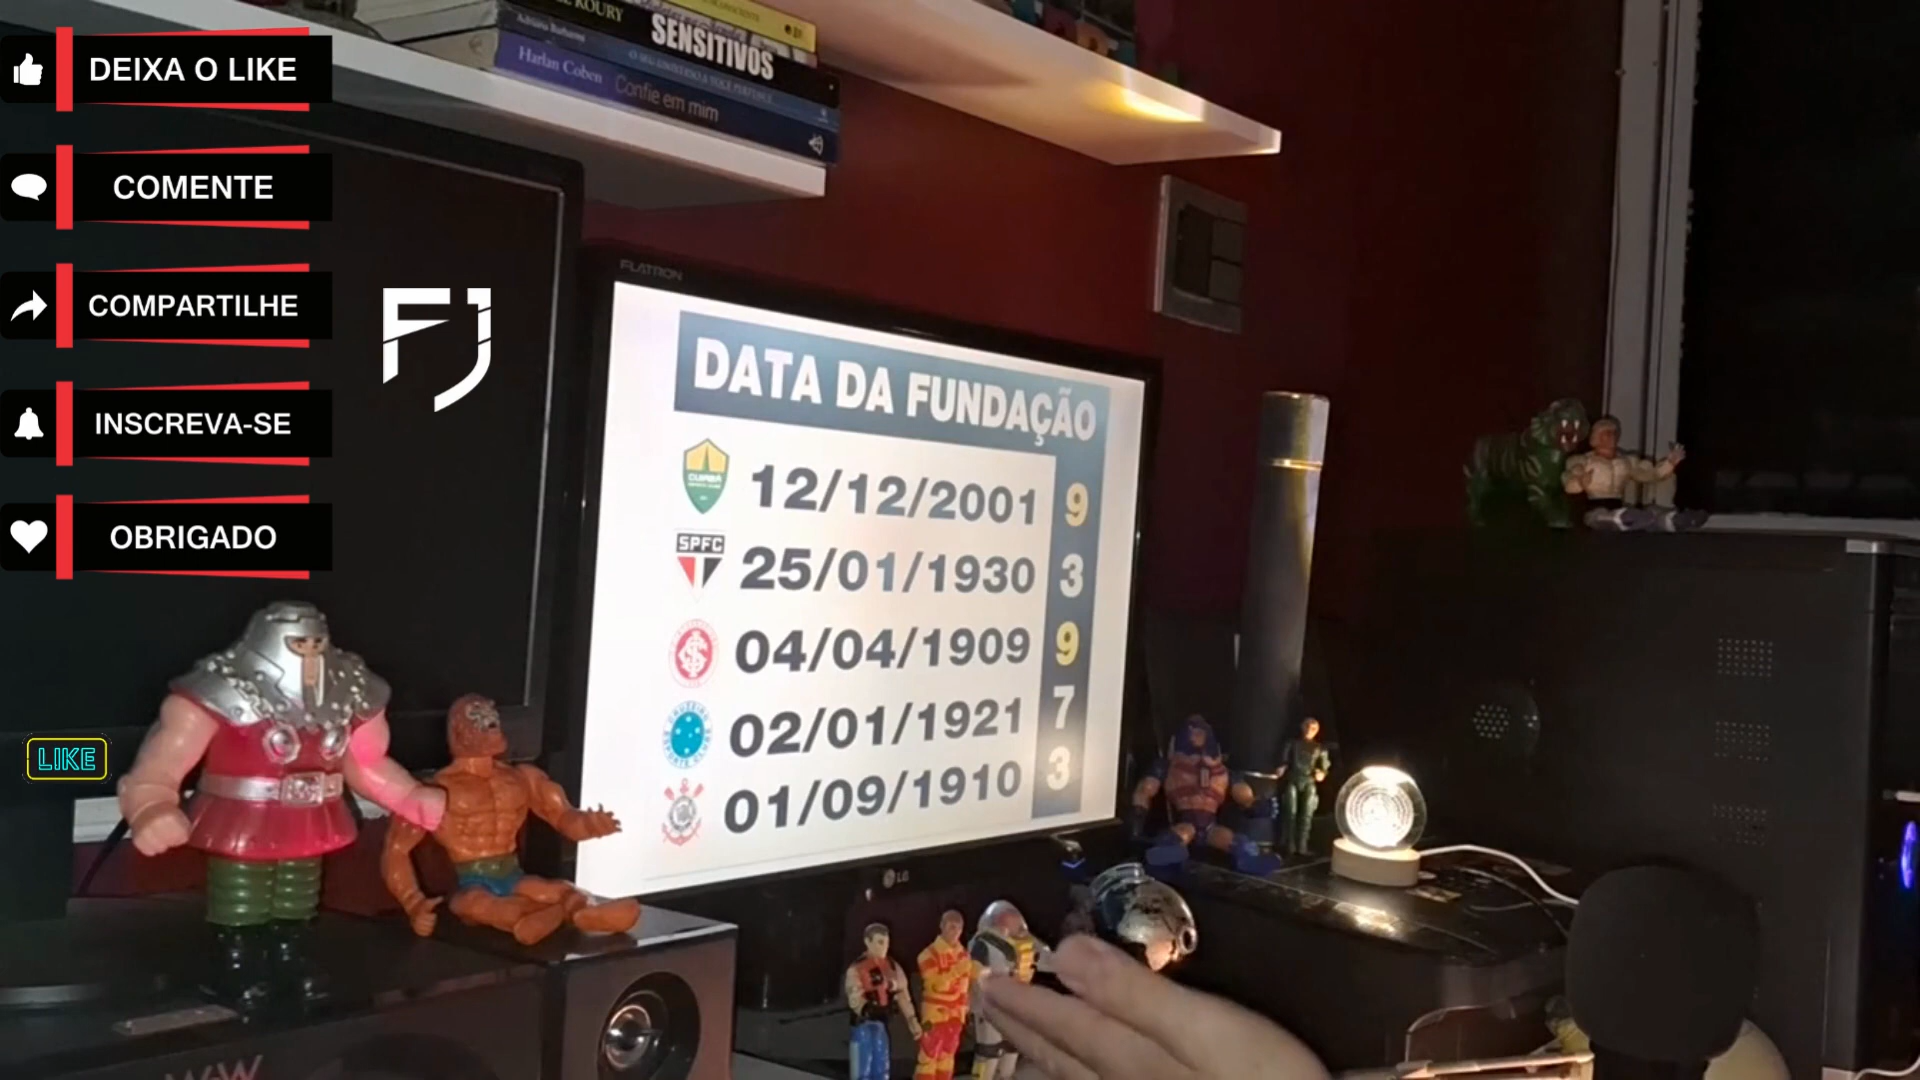 DEIXA O LIKE
COMENTE
COMPARTILHE
INSCREVA-SE
OBRIGADO
FJ
LIKE
ROURY
SENSITIVOS
Harlan Coben
Confie em mim
FLATRON
DATA DA FUNDAÇÃO
CUIABÁ
12/12/2001 9
SPFC
25/01/1930 3
04/04/1909 9
02/01/1921 7
01/09/1910 3
LG